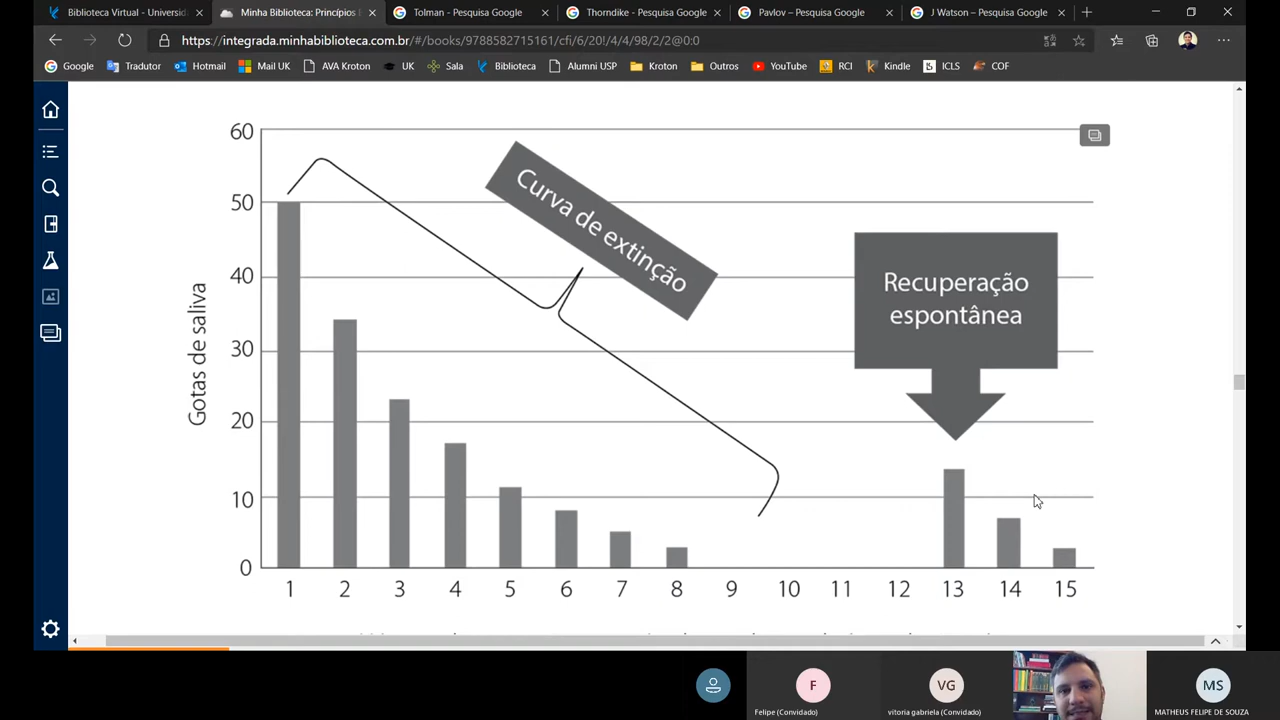 Biblioteca Virtual - Universid
Minha Biblioteca: Princípios E
Tolman - Pesquisa Google
Thorndike - Pesquisa Google
Pavlov – Pesquisa Google
J Watson – Pesquisa Google
https://integrada.minhabiblioteca.com.br/#/books/9788582715161/cfi/6/20!/4/4/98/2/2@0:0
Google
Tradutor
Hotmail
Mail UK
AVA Kroton
UK
Sala
Biblioteca
Alumni USP
Kroton
Outros
YouTube
RCI
Kindle
ICLS
COF
60
50
40
30
20
10
0
Gotas de saliva
Curva de extinção
Recuperação
espontânea
1 2 3 4 5 6 7 8 9 10 11 12 13 14 15
F
VG
MS
Felipe (Convidado)
vitoria gabriela (Convidado)
MATHEUS FELIPE DE SOUZA